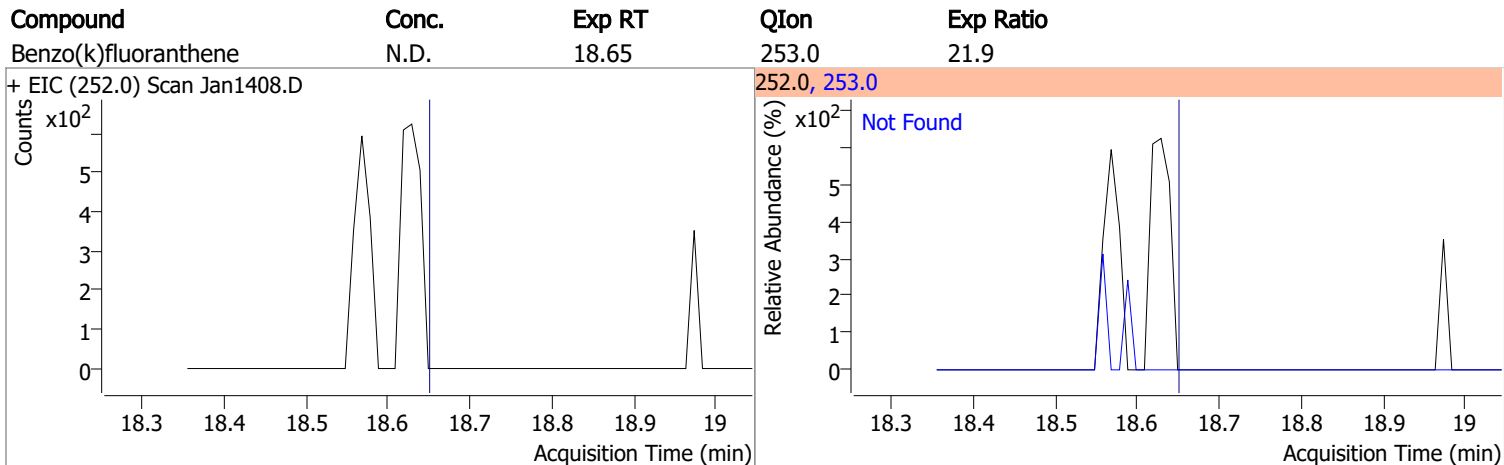 Compound Conc. Exp RT QIon Exp Ratio
Benzo(k)fluoranthene N.D. 18.65 253.0 21.9
+ EIC (252.0) Scan Jan1408.D
Counts
x10²
5
4
3
2
1
0
18.3 18.4 18.5 18.6 18.7 18.8 18.9 19
Acquisition Time (min)
252.0, 253.0
Relative Abundance (%)
x10²
Not Found
5
4
3
2
1
0
18.3 18.4 18.5 18.6 18.7 18.8 18.9 19
Acquisition Time (min)